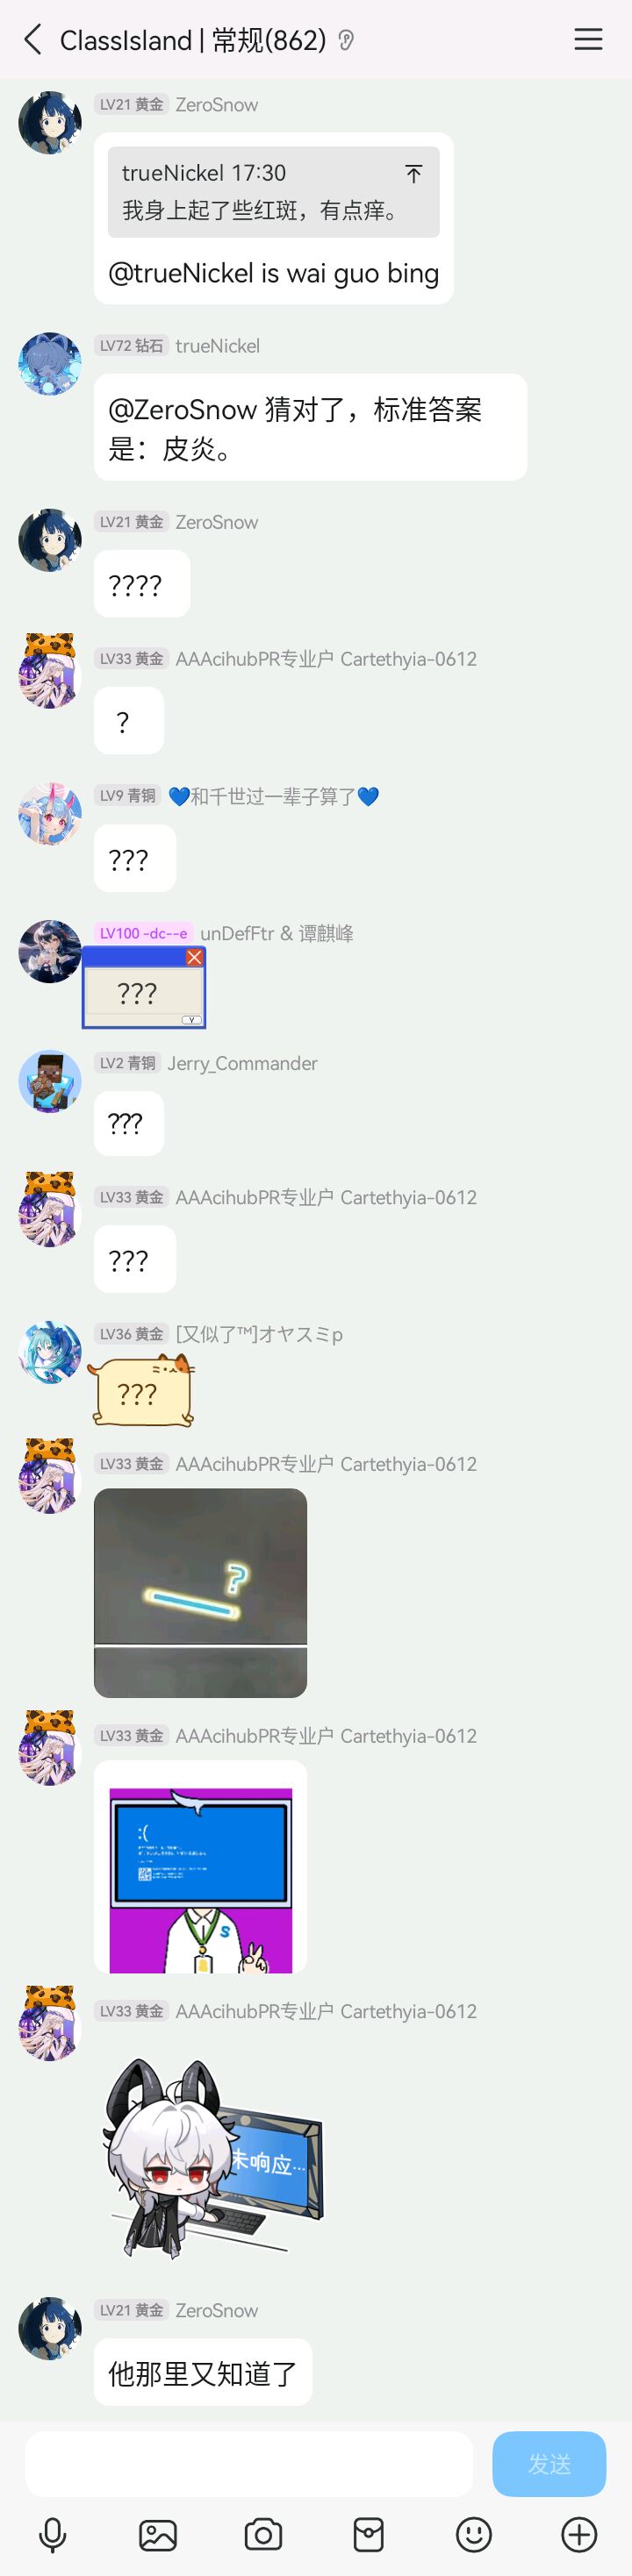 ClassIsland | 常规(862)
LV21 黄金 ZeroSnow
trueNickel 17:30
我身上起了些红斑，有点痒。
@trueNickel is wai guo bing
LV72 钻石 trueNickel
@ZeroSnow 猜对了，标准答案
是：皮炎。
LV21 黄金 ZeroSnow
????
LV33 黄金 AAAcihubPR专业户 Cartethyia-0612
？
LV9 青铜 💙和千世过一辈子算了💙
???
LV100 -dc--e unDefFtr & 谭麒峰
???
Y
LV2 青铜 Jerry_Commander
???
LV33 黄金 AAAcihubPR专业户 Cartethyia-0612
???
LV36 黄金 [又似了™]オヤスミp
???
LV33 黄金 AAAcihubPR专业户 Cartethyia-0612
?
LV33 黄金 AAAcihubPR专业户 Cartethyia-0612
:(
S
LV33 黄金 AAAcihubPR专业户 Cartethyia-0612
未响应...
LV21 黄金 ZeroSnow
他那里又知道了
发送